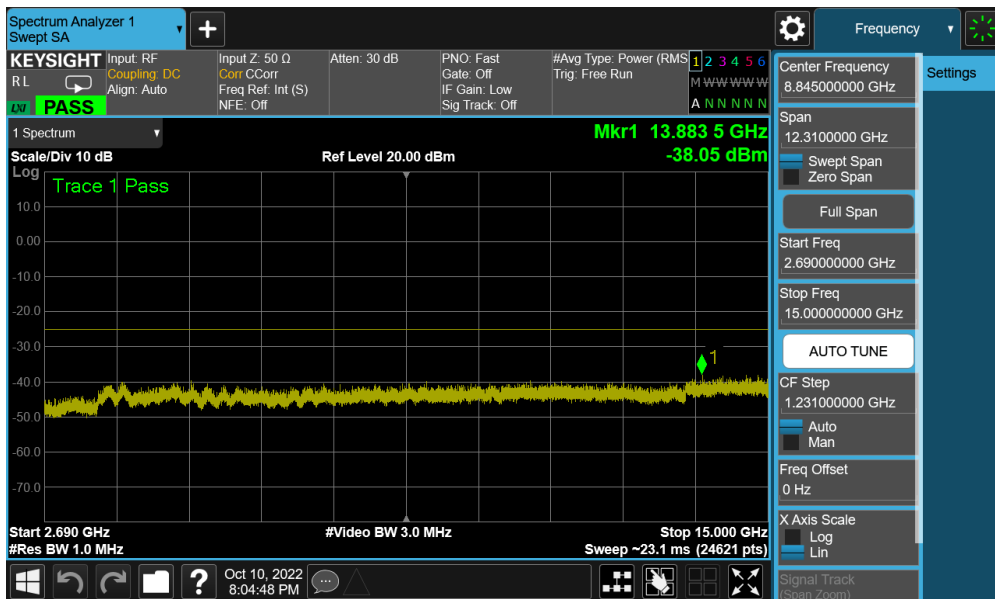 Spectrum Analyzer 1
Swept SA
Frequency
KEYSIGHT
R L
LXI
PASS
Input: RF
Coupling: DC
Align: Auto
Input Z: 50 Ω
Corr CCorr
Freq Ref: Int (S)
NFE: Off
Atten: 30 dB
PNO: Fast
Gate: Off
IF Gain: Low
Sig Track: Off
#Avg Type: Power (RMS
Trig: Free Run
1 2 3 4 5 6
M W W W W W
A N N N N N
1 Spectrum
Scale/Div 10 dB
Ref Level 20.00 dBm
Mkr1 13.883 5 GHz
-38.05 dBm
Log
Trace 1 Pass
10.0
0.00
-10.0
-20.0
-30.0
-40.0
-50.0
-60.0
-70.0
1
Start 2.690 GHz
#Video BW 3.0 MHz
Stop 15.000 GHz
#Res BW 1.0 MHz
Sweep ~23.1 ms (24621 pts)
Center Frequency
8.845000000 GHz
Span
12.3100000 GHz
Swept Span
Zero Span
Full Span
Start Freq
2.690000000 GHz
Stop Freq
15.000000000 GHz
AUTO TUNE
CF Step
1.231000000 GHz
Auto
Man
Freq Offset
0 Hz
X Axis Scale
Log
Lin
Signal Track
(Span Zoom)
Settings
?
Oct 10, 2022
8:04:48 PM